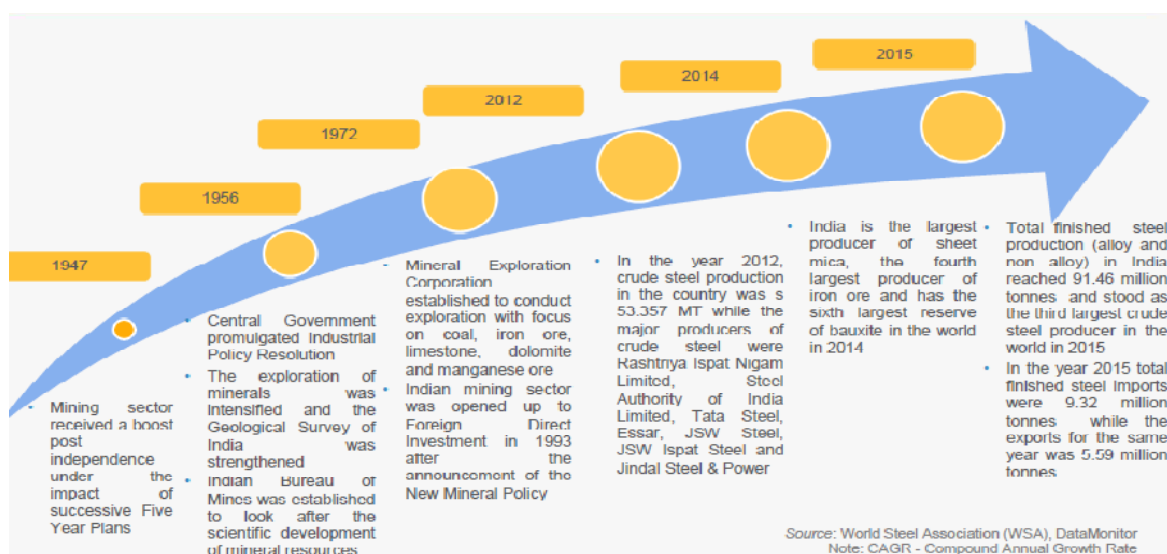 2015
2014
2012
1972
1956
1947
• Mining sector
received a boost
post
independence
under the
impact of
successive Five
Year Plans
• Central Government
promulgated Industrial
Policy Resolution
• The exploration of
minerals was
Intensified and the
Geological Survey of
India was
strengthened
• Indian Bureau of
Mines was established
to look after the
scientific development
of mineral resources
• Mineral Exploration
Corporation
established to conduct
exploration with focus
on coal, iron ore,
limestone, dolomite
and manganese ore
• Indian mining sector
was opened up to
Foreign Direct
Investment in 1993
after the
announcement of the
New Mineral Policy
• In the year 2012,
crude steel production
in the country was s
53.357 MT while the
major producers of
crude steel were
Rashtriya Ispat Nigam
Limited, Steel
Authority of India
Limited, Tata Steel,
Essar, JSW Steel,
JSW Ispat Steel and
Jindal Steel & Power
• India is the largest
producer of sheet
mica, the fourth
largest producer of
iron ore and has the
sixth largest reserve
of bauxite in the world
in 2014
• Total finished steel
production (alloy and
non alloy) in India
reached 91.46 million
tonnes and stood as
the third largest crude
steel producer in the
world in 2015
• In the year 2015 total
finished steel imports
were 9.32 million
tonnes while the
exports for the same
year was 5.59 million
tonnes
Source: World Steel Association (WSA), DataMonitor
Note: CAGR - Compound Annual Growth Rate